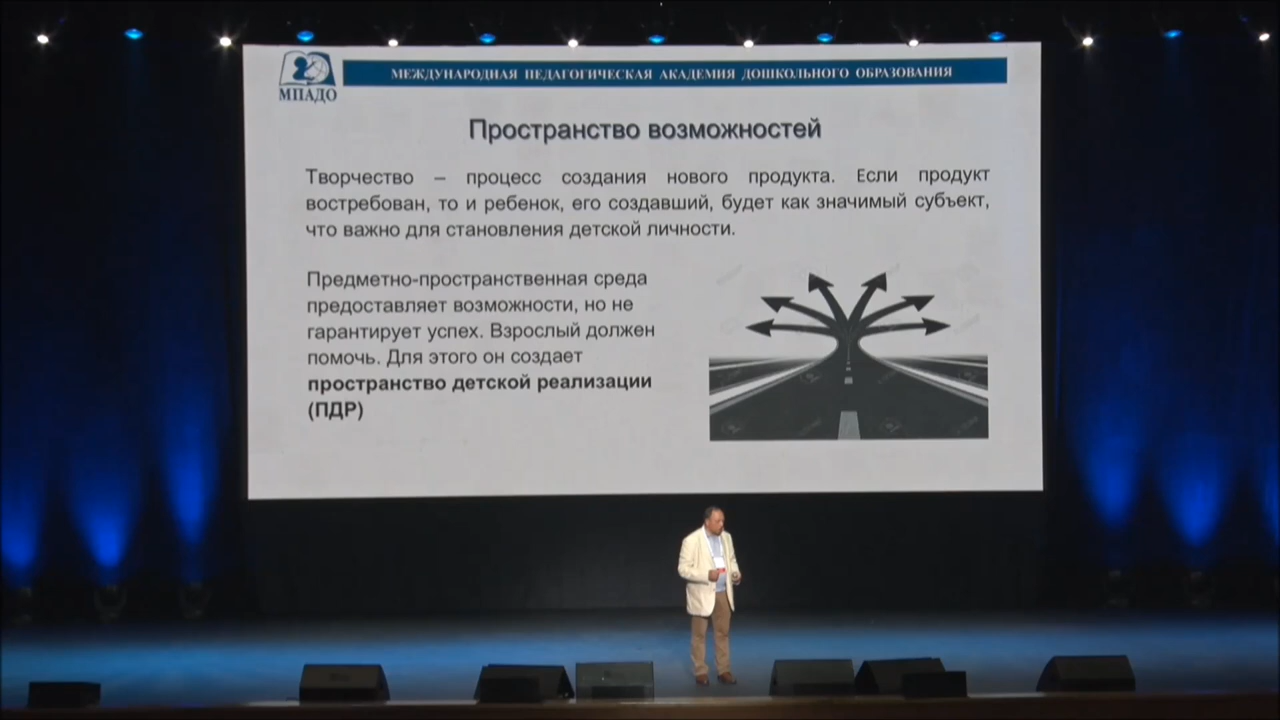 МЕЖДУНАРОДНАЯ ПЕДАГОГИЧЕСКАЯ АКАДЕМИЯ ДОШКОЛЬНОГО ОБРАЗОВАНИЯ
МПАДО
Пространство возможностей
Творчество – процесс создания нового продукта. Если продукт
востребован, то и ребенок, его создавший, будет как значимый субъект,
что важно для становления детской личности.
Предметно-пространственная среда
предоставляет возможности, но не
гарантирует успех. Взрослый должен
помочь. Для этого он создает
пространство детской реализации
(ПДР)